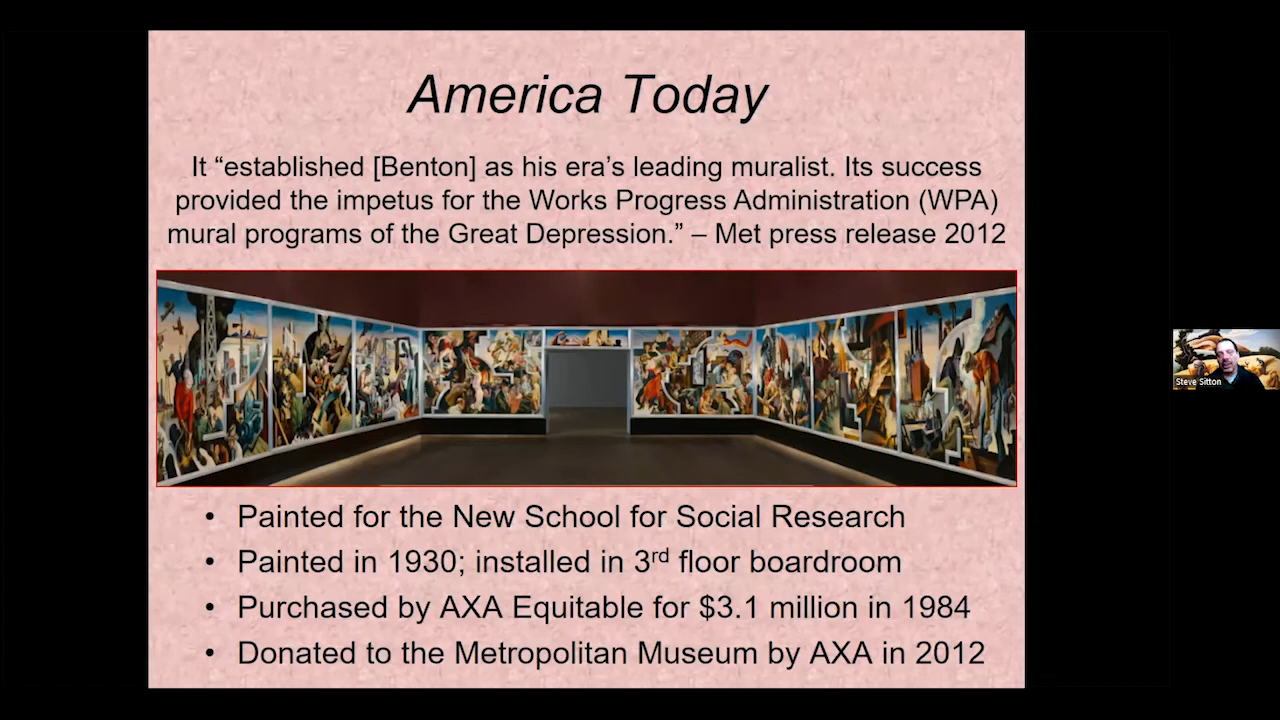 America Today
It “established [Benton] as his era’s leading muralist. Its success
provided the impetus for the Works Progress Administration (WPA)
mural programs of the Great Depression.” – Met press release 2012
• Painted for the New School for Social Research
• Painted in 1930; installed in 3rd floor boardroom
• Purchased by AXA Equitable for $3.1 million in 1984
• Donated to the Metropolitan Museum by AXA in 2012
Steve Sitton